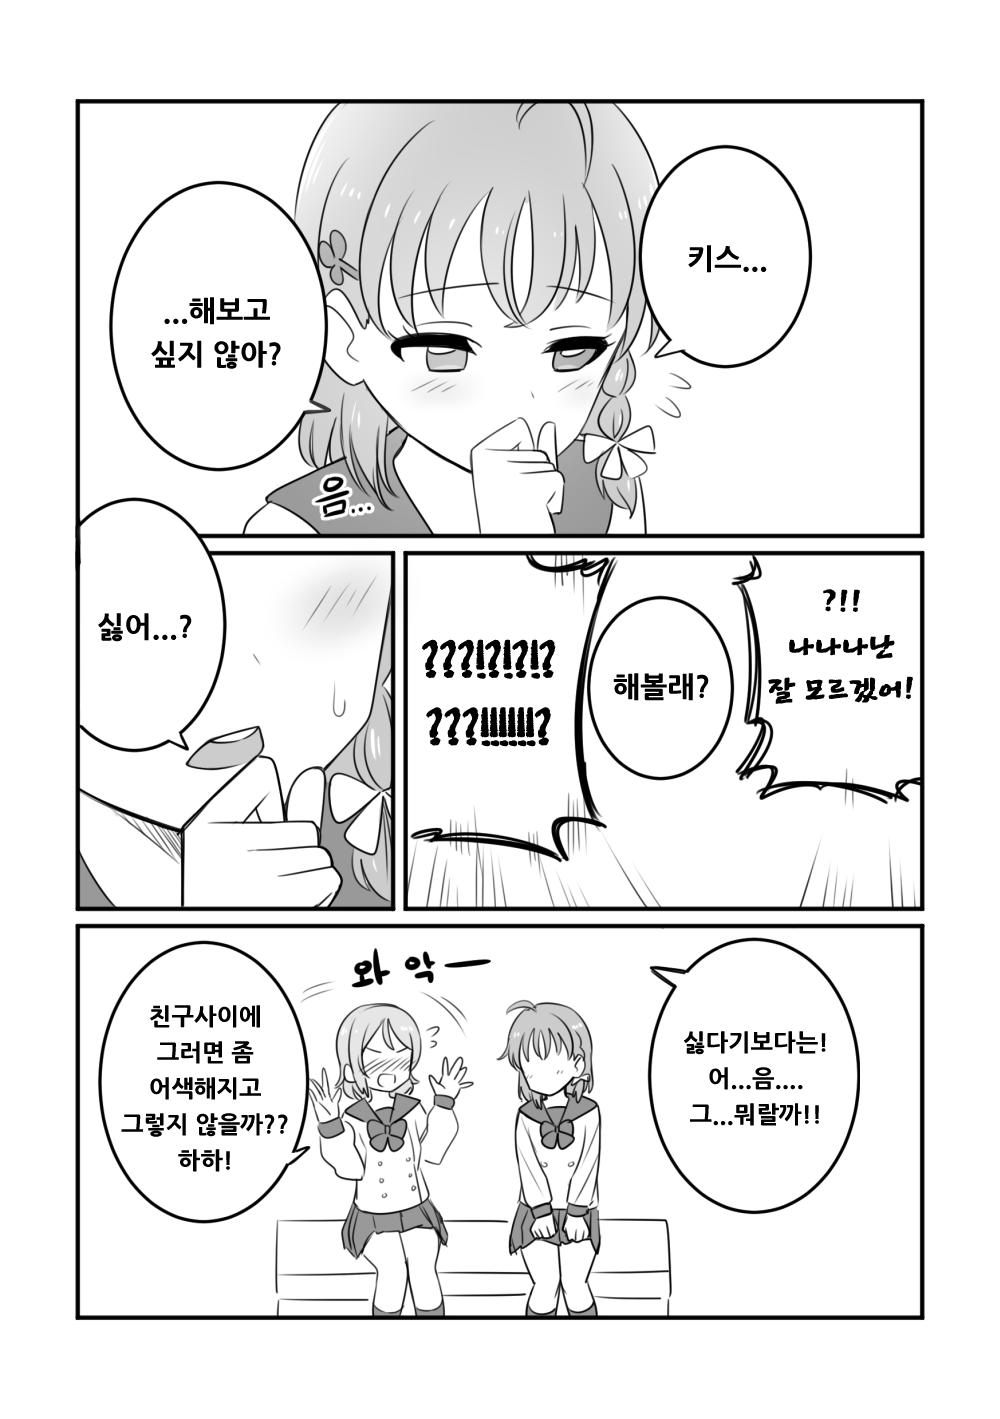 키스...
...해보고
싶지 않아?
음...
?!!
나나나난
잘 모르겠어!
해볼래?
???!?!?!?
???!!!!!!!?
싫어...?
싫다기보다는!
어...음....
그...뭐랄까!!
와 악ㅡ
친구사이에
그러면 좀
어색해지고
그렇지 않을까??
하하!